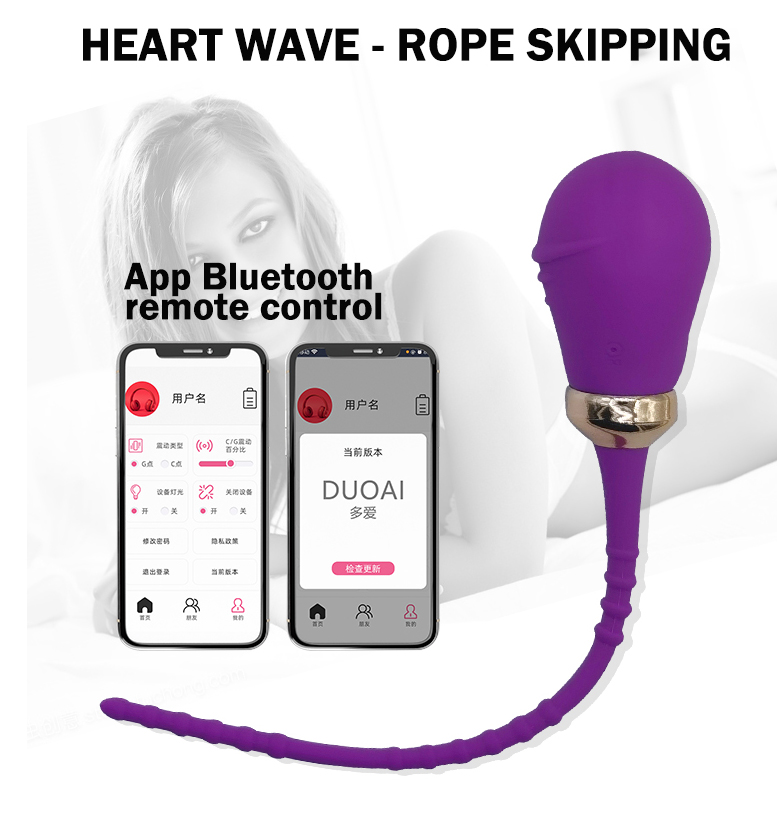 HEART WAVE - ROPE SKIPPING
App Bluetooth
remote control
用户名
震动类型
G点 C点
C/G震动
百分比
设备灯光
开 关
关闭设备
开 关
修改密码
隐私政策
退出登录
当前版本
首页
朋友
我的
用户名
当前版本
DUOAI
多爱
检查更新
首页
朋友
我的